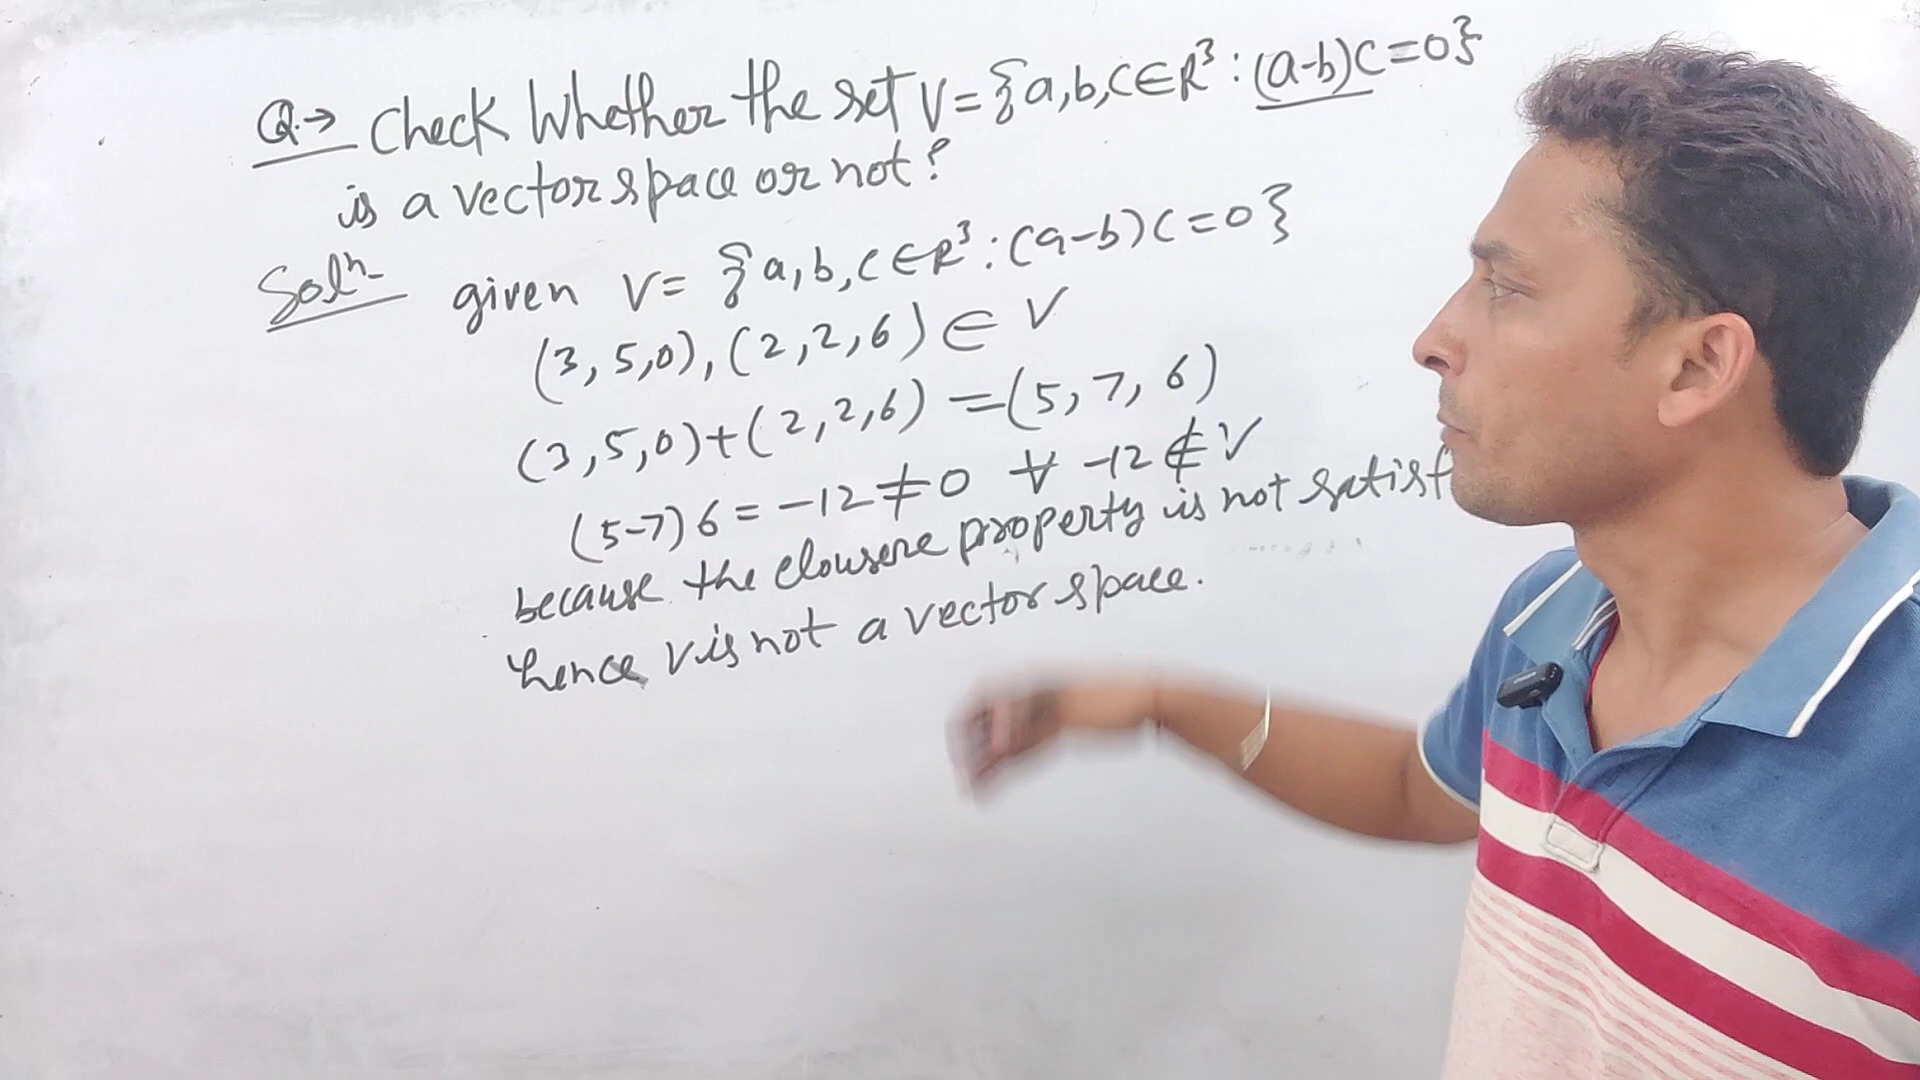 Q.→ Check Whether the set V={a,b,c∈R³:(a-b)c=0}
is a vector space or not?
Solⁿ given V={a,b,c∈R³:(a-b)c=0}
(3,5,0),(2,2,6)∈V
(3,5,0)+(2,2,6)=(5,7,6)
(5-7)6=-12≠0 ∀ -12∉V
because the clousere property is not satisf
hence V is not a vector space.